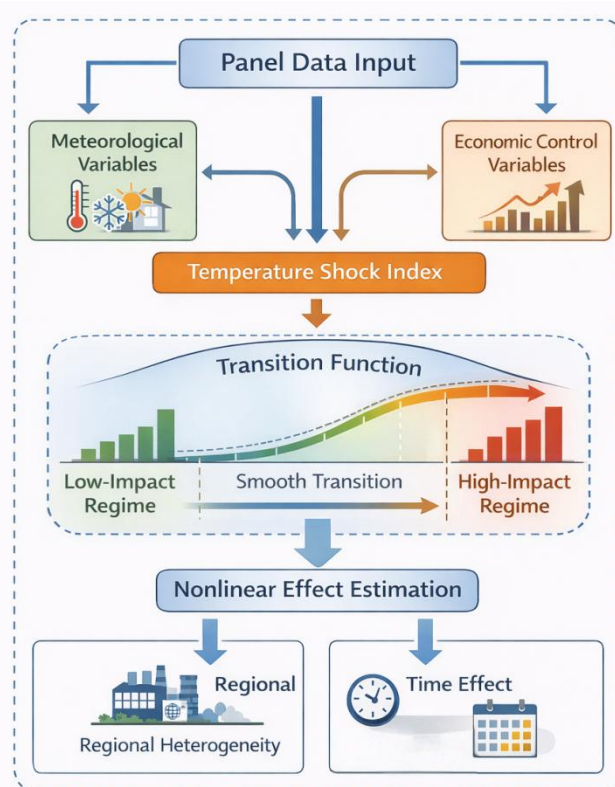 Panel Data Input
Meteorological
Variables
Economic Control
Variables
Temperature Shock Index
Transition Function
Low-Impact
Regime
Smooth Transition
High-Impact
Regime
Nonlinear Effect Estimation
Regional
Regional Heterogeneity
Time Effect